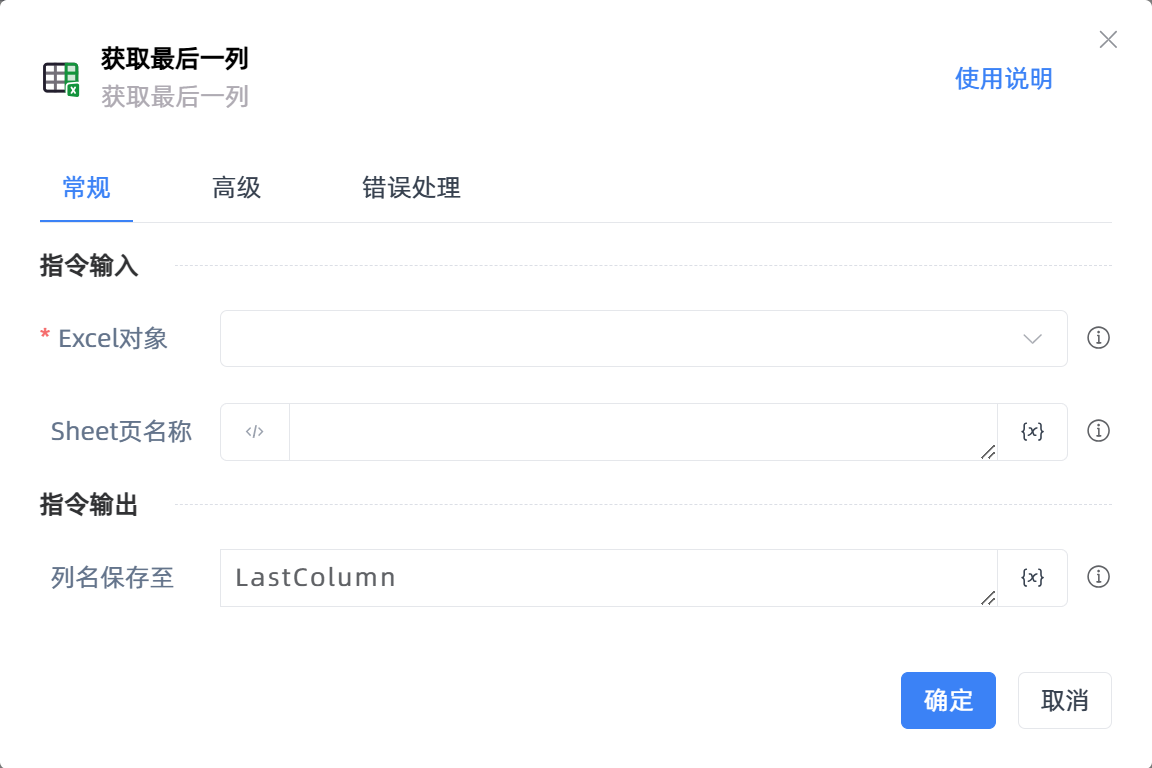 获取最后一列
获取最后一列
使用说明
常规 高级 错误处理
指令输入
* Excel对象
Sheet页名称 </> {x}
指令输出
列名保存至 LastColumn {x}
确定 取消